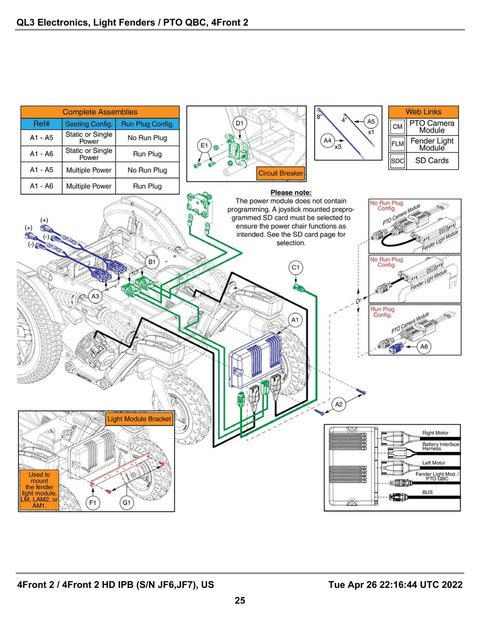 QL3 Electronics, Light Fenders / PTO QBC, 4Front 2
Complete Assemblies
Ref# Seating Config. Run Plug Config.
A1 - A5 Static or Single Power No Run Plug
A1 - A6 Static or Single Power Run Plug
A1 - A5 Multiple Power No Run Plug
A1 - A6 Multiple Power Run Plug
D1
E1
Circuit Breaker
8"
4"
A5
x1
A4
x3
Web Links
CM PTO Camera Module
FLM Fender Light Module
SDC SD Cards
Please note:
The power module does not contain
programming. A joystick mounted prepro-
grammed SD card must be selected to
ensure the power chair functions as
intended. See the SD card page for
selection.
No Run Plug
Config.
PTO Camera Module
Fender Light Module
No Run Plug
Config.
Fender Light Module
Or
Run Plug
Config.
PTO Camera Module
A6
(+)
(+)
(-)
(-)
B1
A3
C1
A1
A2
Light Module Bracket
Used to
mount
the fender
light module,
LM, LAM2, or
AM1.
F1
G1
Right Motor
Battery Interface
Harness
Left Motor
Fender Light Mod. /
PTO QBC
BUS
4Front 2 / 4Front 2 HD IPB (S/N JF6,JF7), US
Tue Apr 26 22:16:44 UTC 2022
25